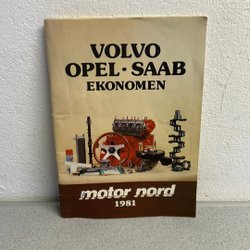 VOLVO
OPEL · SAAB
EKONOMEN
motor nord
1981